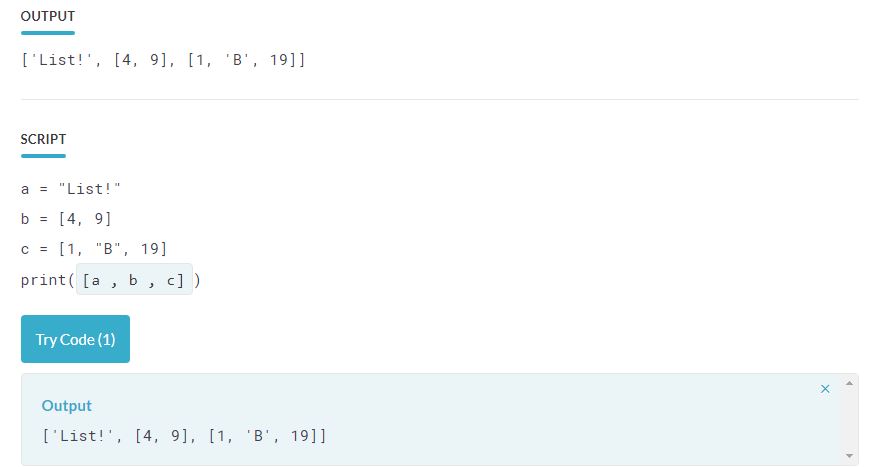 OUTPUT
['List!', [4, 9], [1, 'B', 19]]
SCRIPT
a = "List!"
b = [4, 9]
c = [1, "B", 19]
print([a , b , c])
Try Code (1)
×
Output
['List!', [4, 9], [1, 'B', 19]]